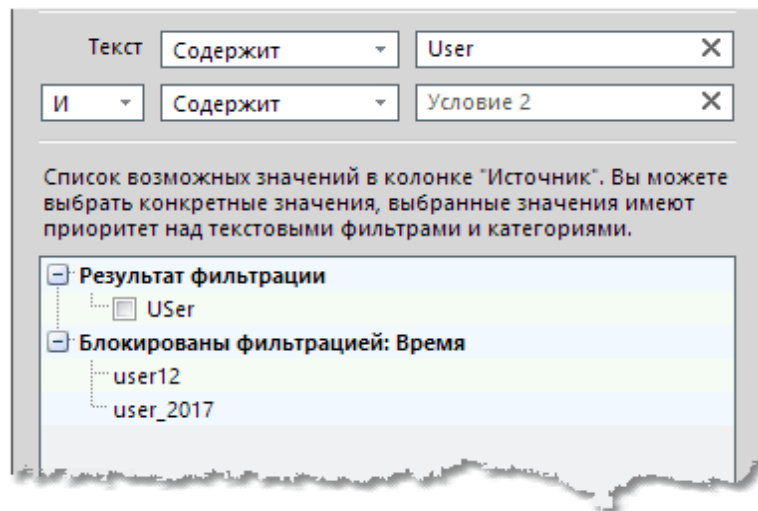 Текст Содержит User
И Содержит Условие 2
Список возможных значений в колонке "Источник". Вы можете
выбрать конкретные значения, выбранные значения имеют
приоритет над текстовыми фильтрами и категориями.
Результат фильтрации
USer
Блокированы фильтрацией: Время
user12
user_2017